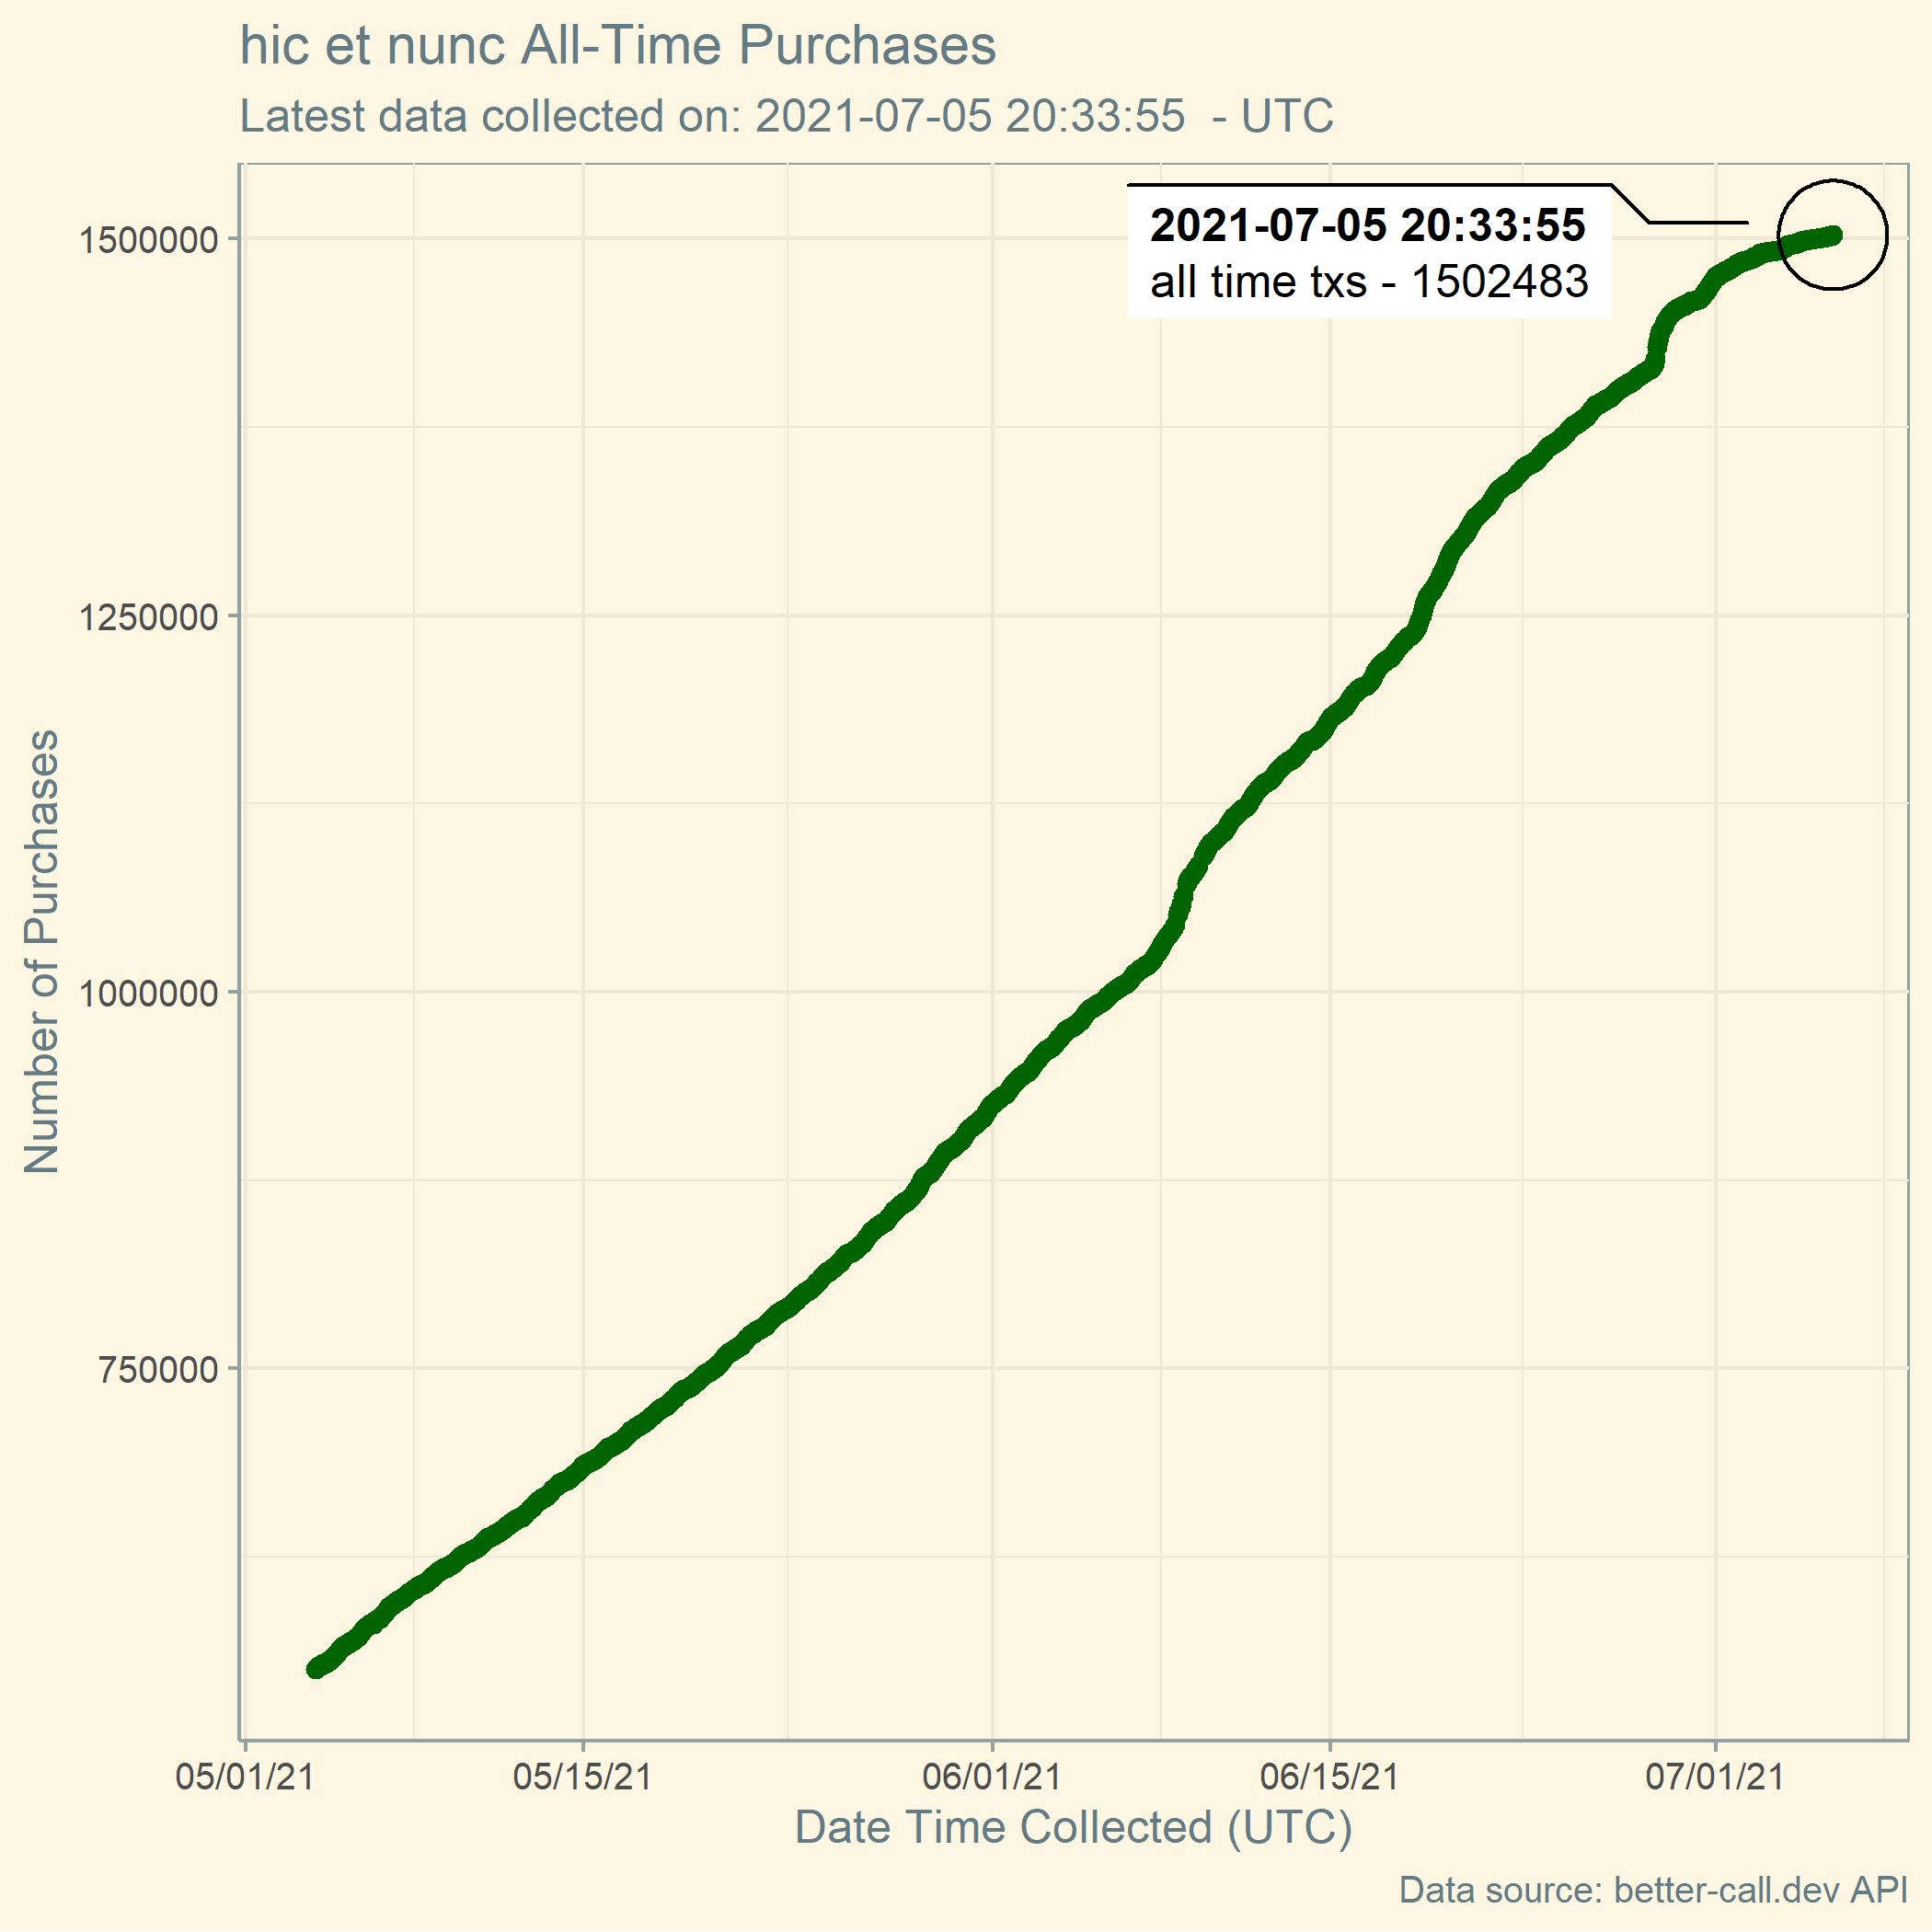 hic et nunc All-Time Purchases
Latest data collected on: 2021-07-05 20:33:55  - UTC
2021-07-05 20:33:55
all time txs - 1502483
Number of Purchases
1500000
1250000
1000000
750000
05/01/21
05/15/21
06/01/21
06/15/21
07/01/21
Date Time Collected (UTC)
Data source: better-call.dev API